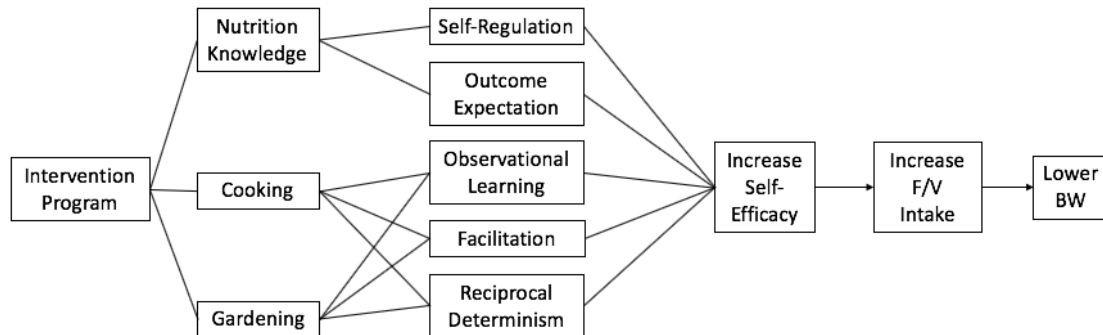 Nutrition
Knowledge
Self-Regulation
Outcome
Expectation
Intervention
Program
Cooking
Observational
Learning
Facilitation
Gardening
Reciprocal
Determinism
Increase
Self-
Efficacy
Increase
F/V
Intake
Lower
BW